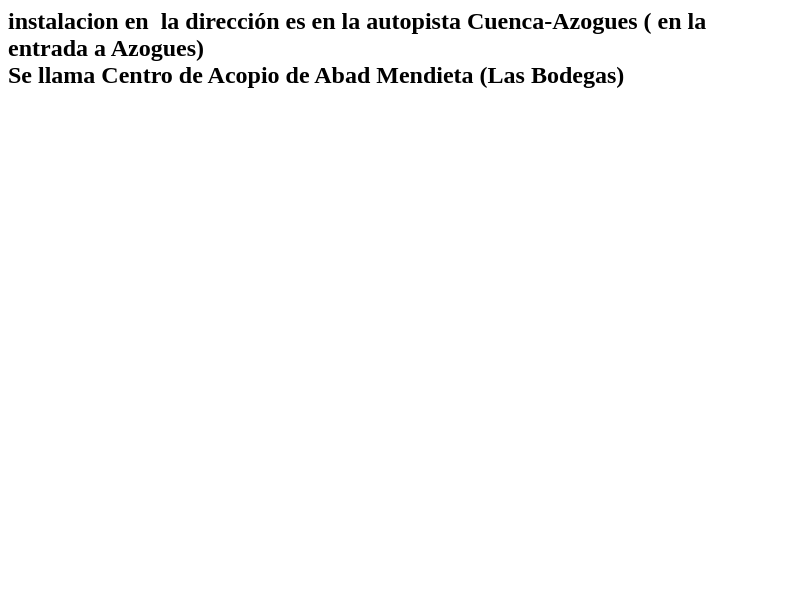 instalacion en  la dirección es en la autopista Cuenca-Azogues ( en la
entrada a Azogues)
Se llama Centro de Acopio de Abad Mendieta (Las Bodegas)